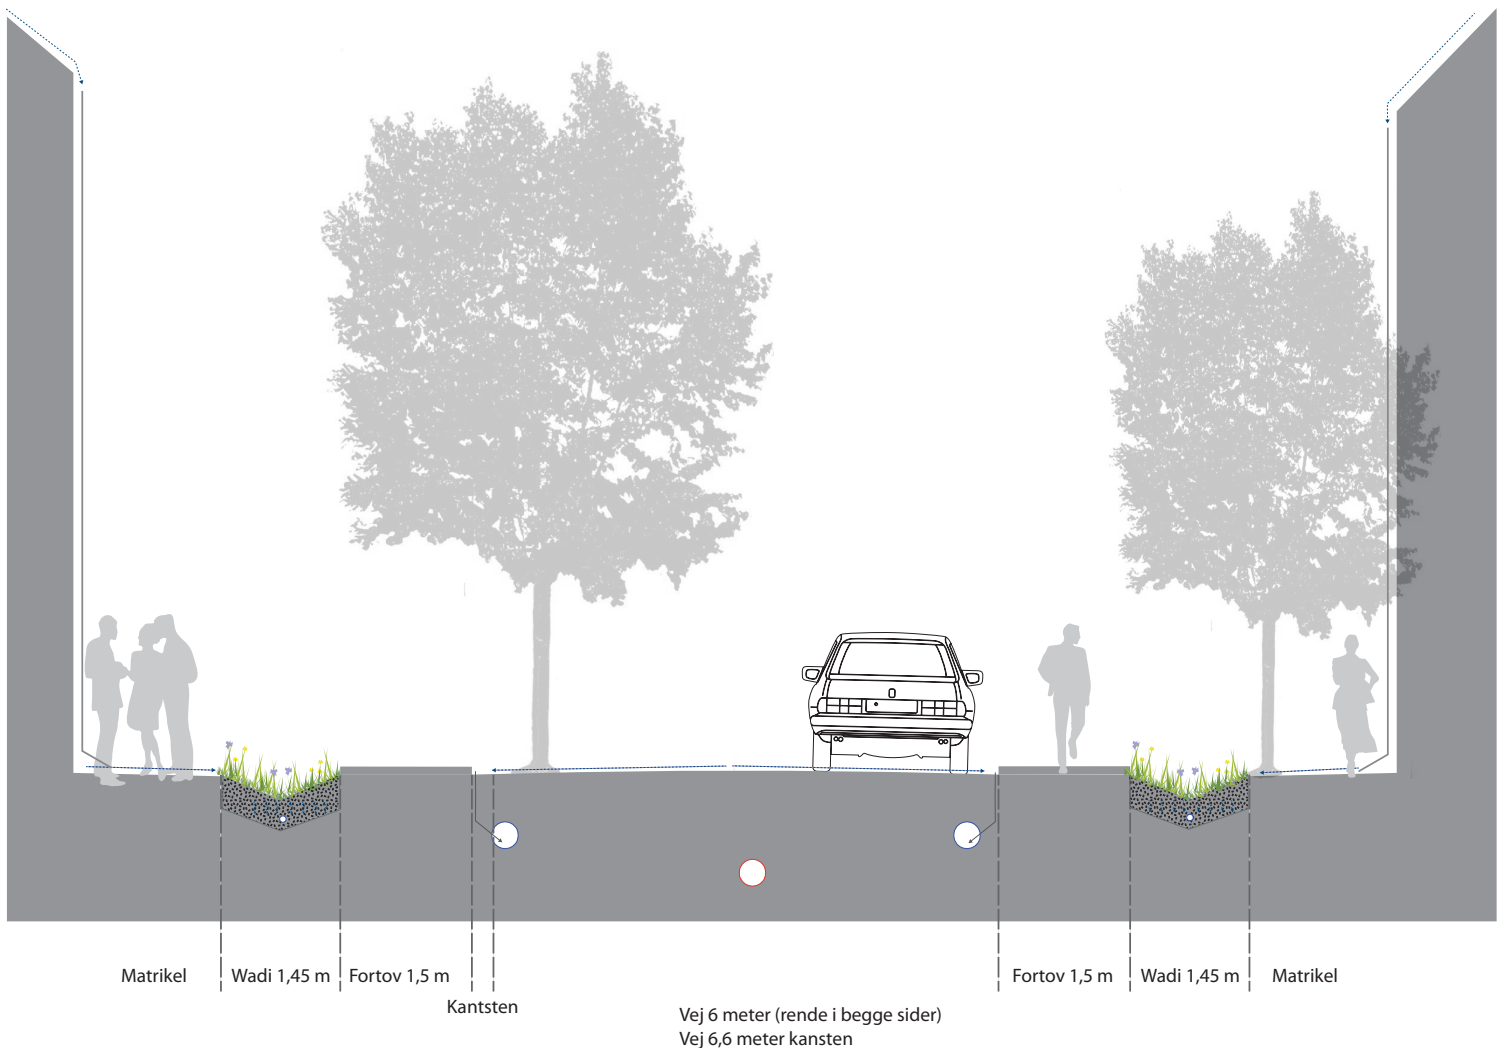 Matrikel
Wadi 1,45 m
Fortov 1,5 m
Kantsten
Fortov 1,5 m
Wadi 1,45 m
Matrikel
Vej 6 meter (rende i begge sider)
Vej 6,6 meter kansten